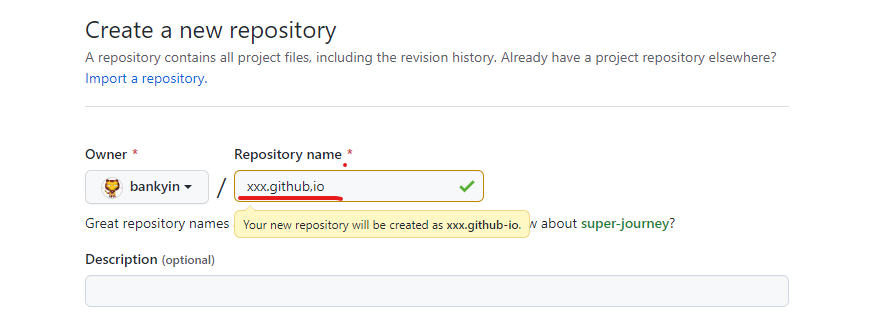 Create a new repository
A repository contains all project files, including the revision history. Already have a project repository elsewhere?
Import a repository.
Owner *
Repository name *
bankyin
/
xxx.github,io
Great repository names
w about super-journey?
Your new repository will be created as xxx.github-io.
Description (optional)